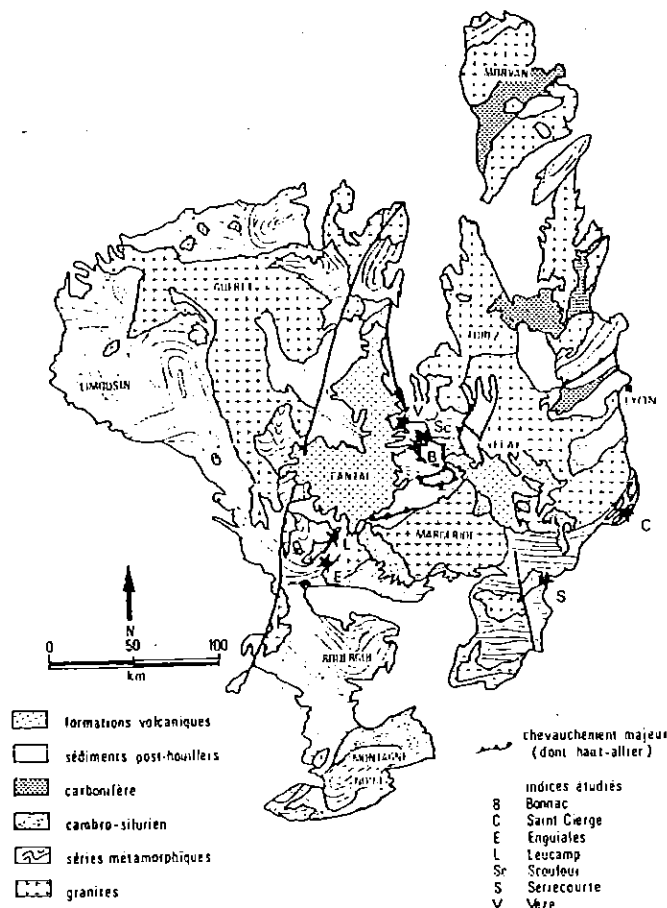 MORVAN
GUERET
FOREZ
LIMOUSIN
LYON
V
Sc
B
VELAY
CANTAL
MARGERIDE
C
L
E
S
N
0 50 100
km
ROUERGUE
MONTAGNE
NOIRE
formations volcaniques
sédiments post-houillers
carbonifère
cambro-silurien
séries métamorphiques
granites
chevauchement majeur
(dont haut-allier)
indices étudiés
B Bonnac
C Saint Cierge
E Enguiales
L Leucamp
Sc Scoufour
S Serrecourte
V Vèze